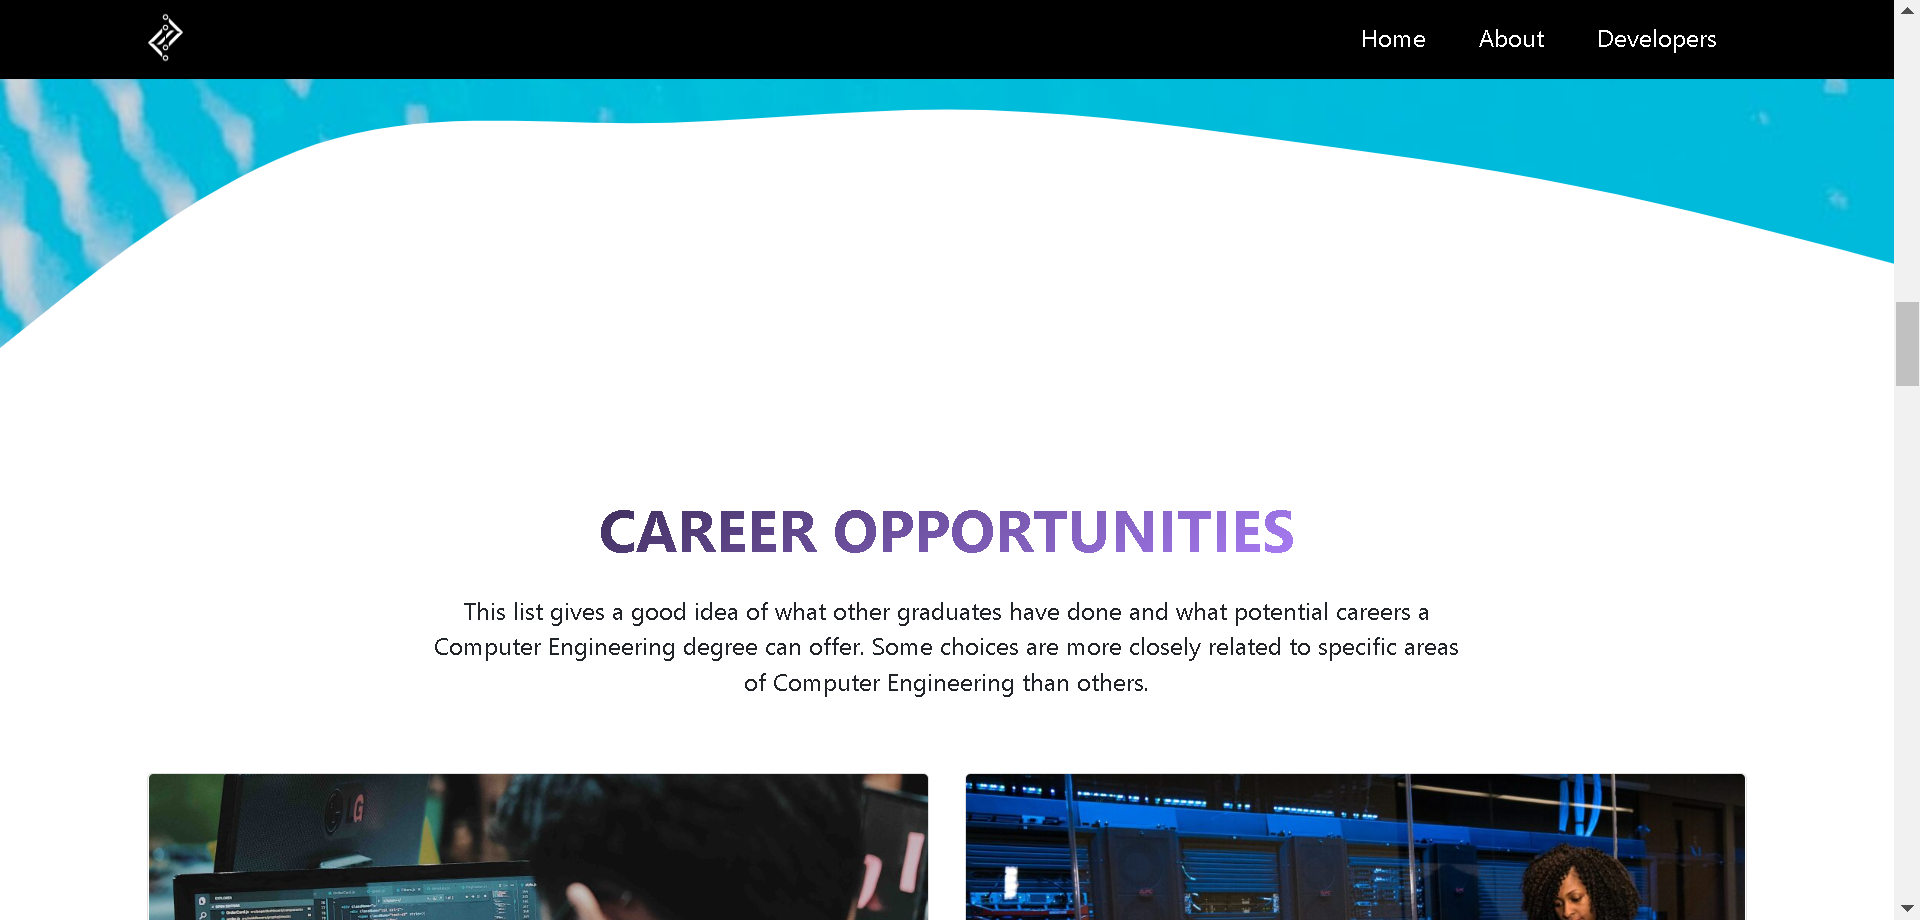 Home About Developers
CAREER OPPORTUNITIES
This list gives a good idea of what other graduates have done and what potential careers a
Computer Engineering degree can offer. Some choices are more closely related to specific areas
of Computer Engineering than others.
LG